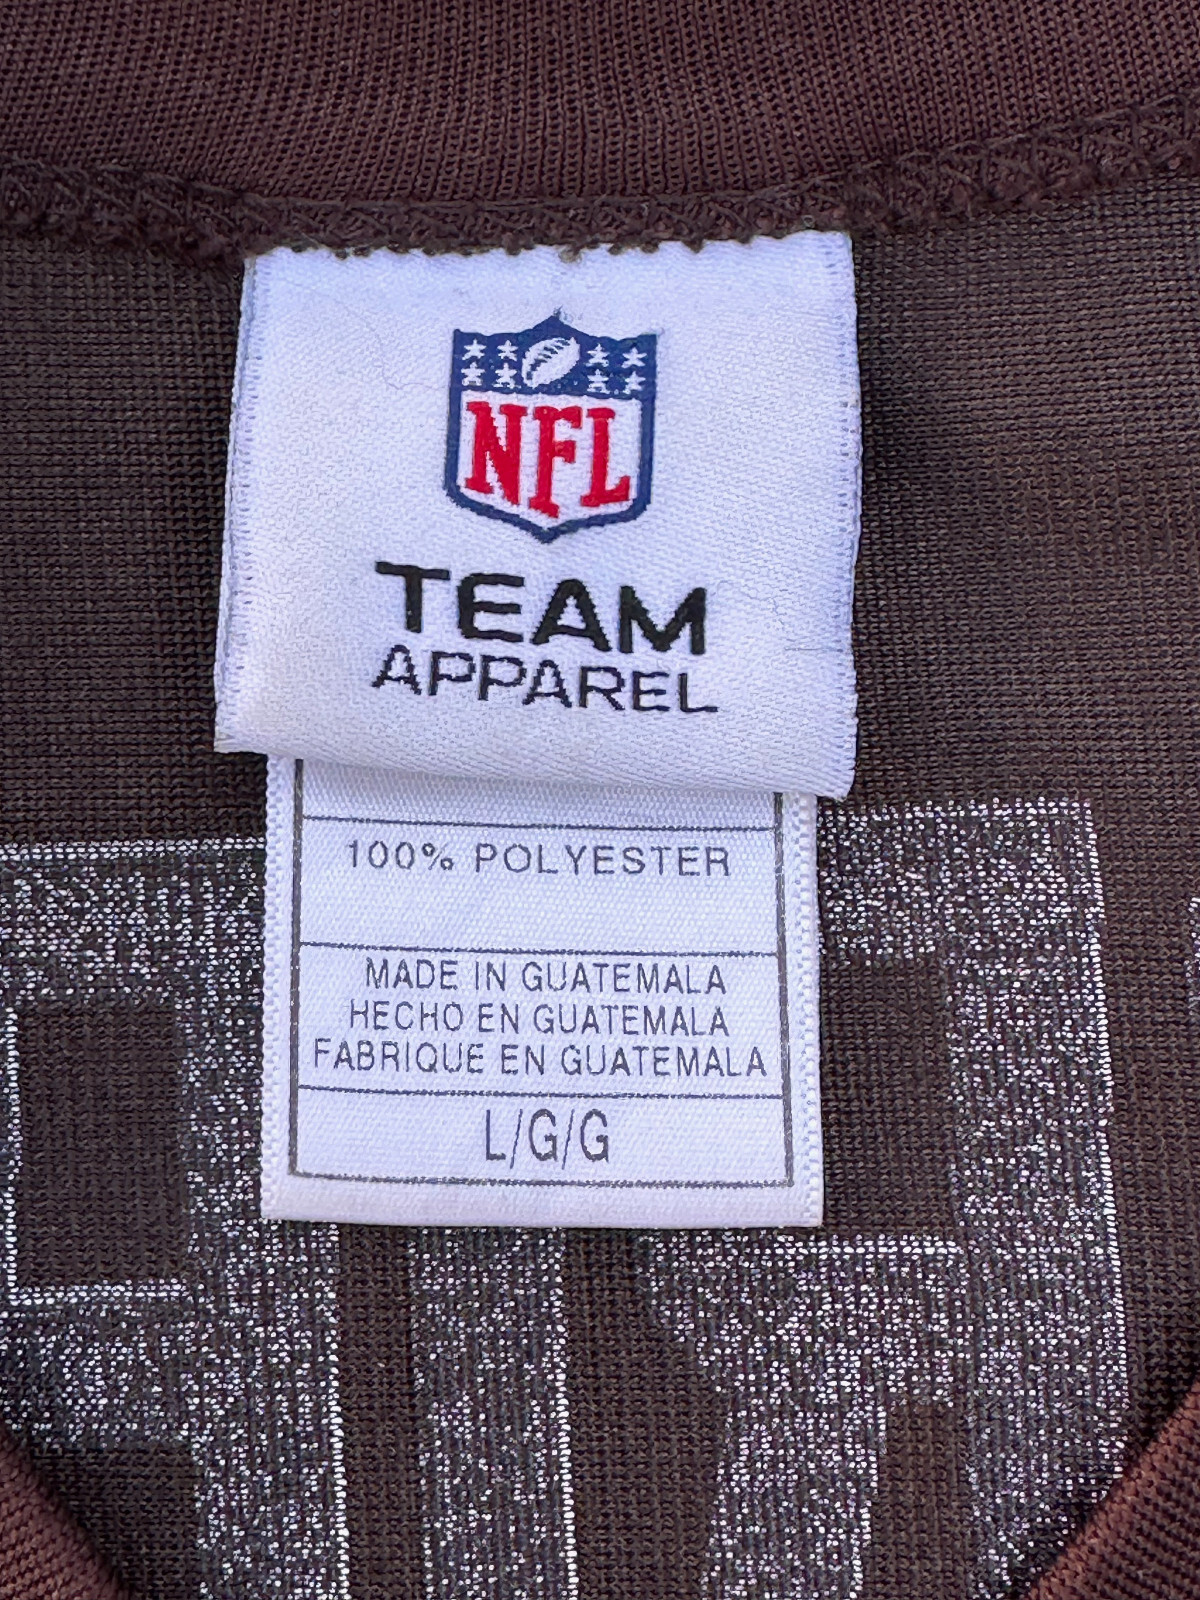 NFL
TEAM
APPAREL
100% POLYESTER
MADE IN GUATEMALA
HECHO EN GUATEMALA
FABRIQUE EN GUATEMALA
L/G/G